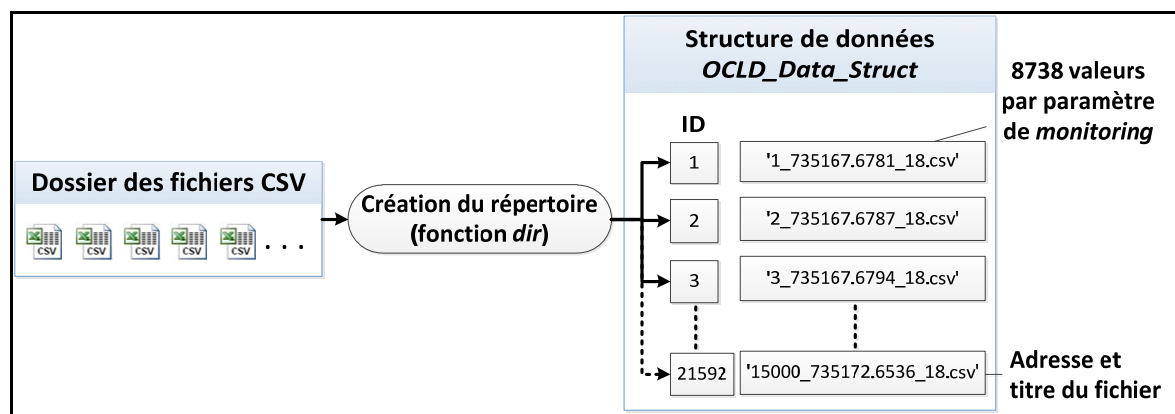 Dossier des fichiers CSV
CSV CSV CSV CSV CSV . . .
Création du répertoire
(fonction dir)
Structure de données
OCLD_Data_Struct
ID
1 '1_735167.6781_18.csv'
2 '2_735167.6787_18.csv'
3 '3_735167.6794_18.csv'
21592 '15000_735172.6536_18.csv'
8738 valeurs
par paramètre
de monitoring
Adresse et
titre du fichier